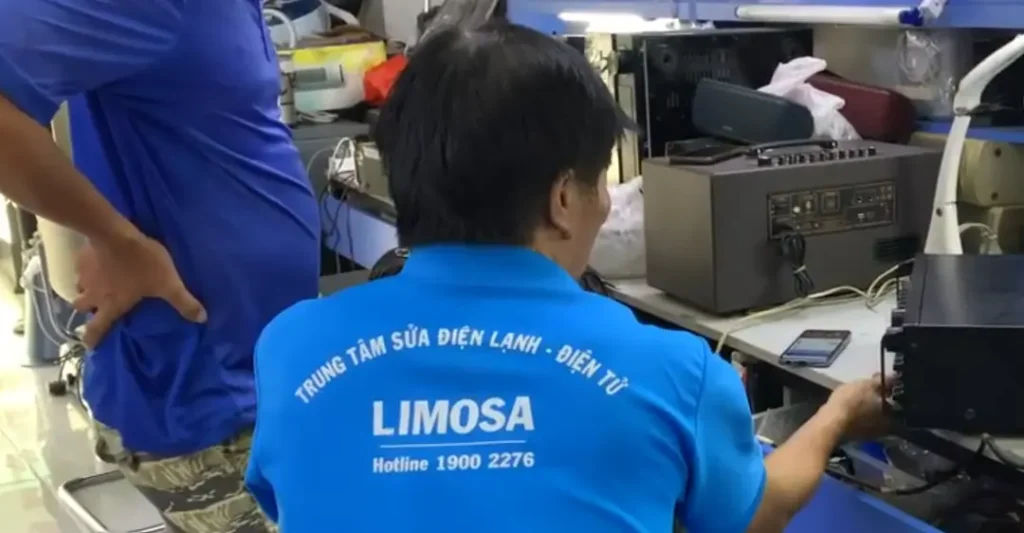 TRUNG TÂM SỬA ĐIỆN LẠNH - ĐIỆN TỬ
LIMOSA
Hotline 1900 2276